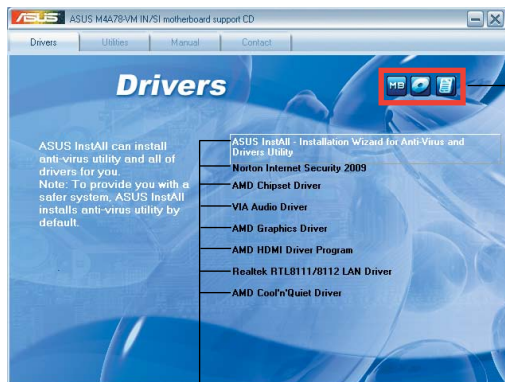 ASUS ASUS M4A78-VM IN/SI motherboard support CD
Drivers Utilities Manual Contact
Drivers
MB
ASUS InstAll can install
anti-virus utility and all of
drivers for you.
Note: To provide you with a
safer system, ASUS InstAll
installs anti-virus utility by
default.
ASUS InstAll - Installation Wizard for Anti-Virus and
Drivers Utility
Norton Internet Security 2009
AMD Chipset Driver
VIA Audio Driver
AMD Graphics Driver
AMD HDMI Driver Program
Realtek RTL8111/8112 LAN Driver
AMD Cool'n'Quiet Driver